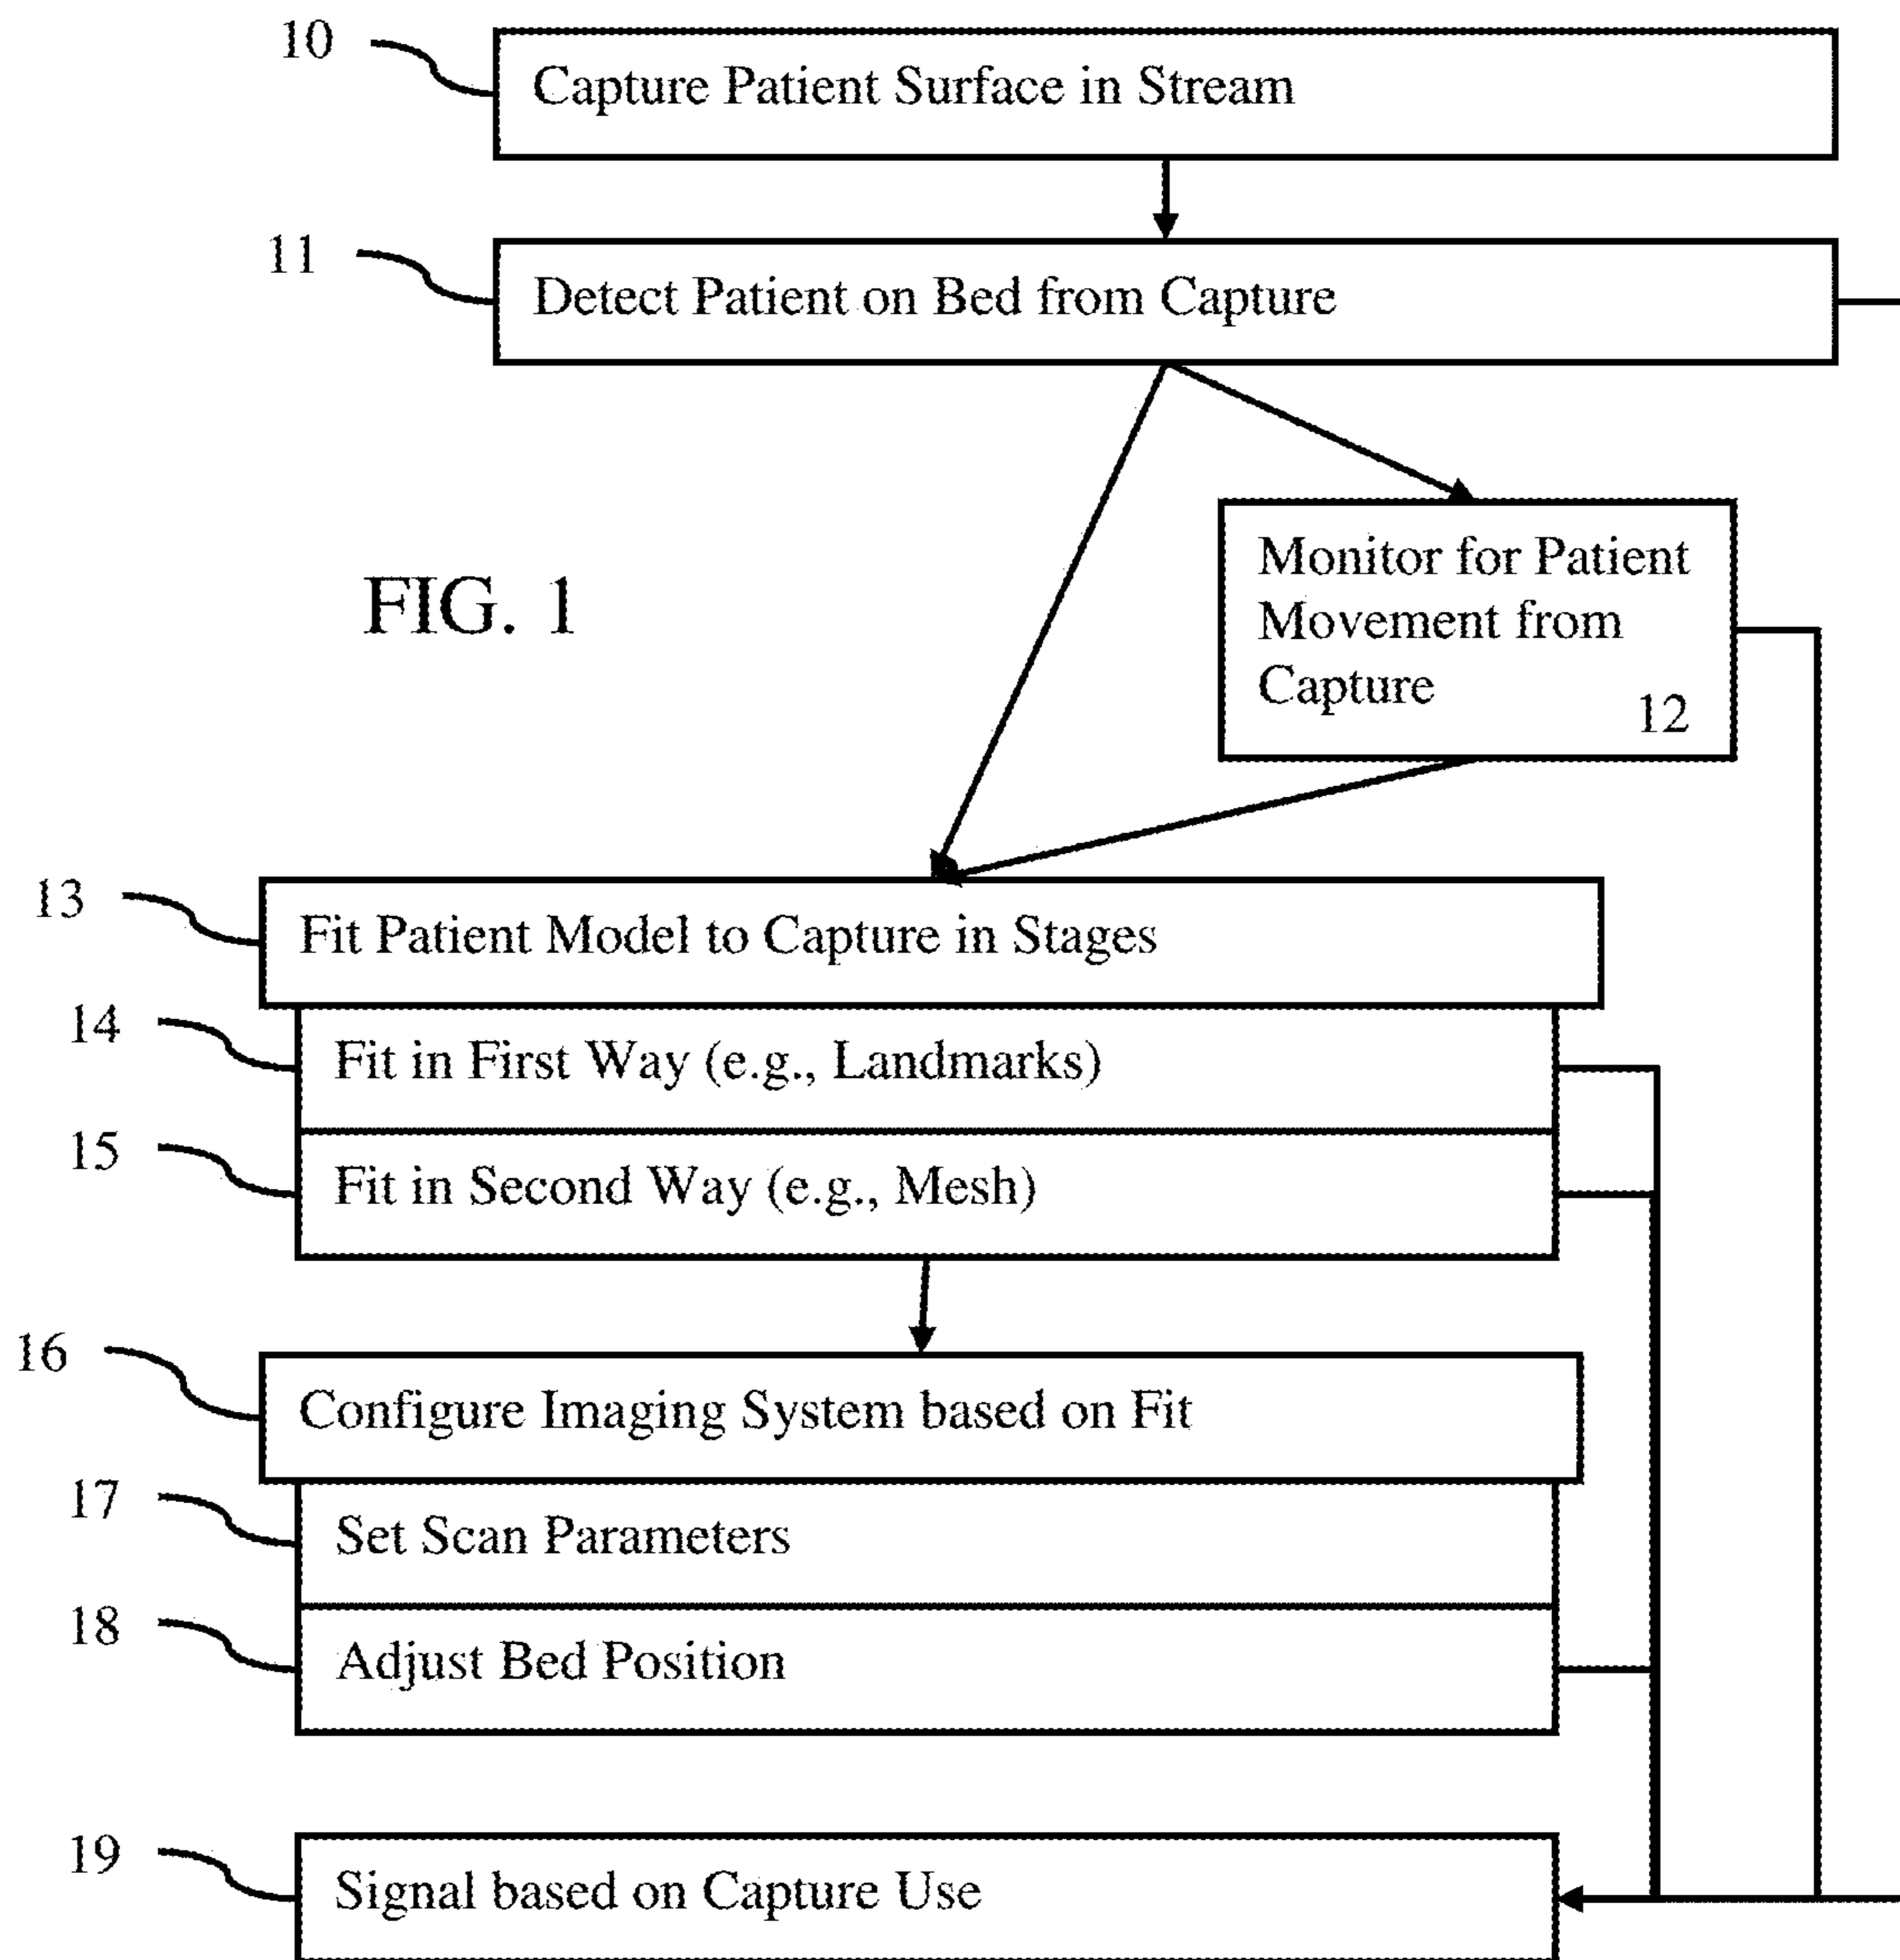 10
Capture Patient Surface in Stream
11
Detect Patient on Bed from Capture
FIG. 1
Monitor for Patient
Movement from
Capture
12
13
Fit Patient Model to Capture in Stages
14
Fit in First Way (e.g., Landmarks)
15
Fit in Second Way (e.g., Mesh)
16
Configure Imaging System based on Fit
17
Set Scan Parameters
18
Adjust Bed Position
19
Signal based on Capture Use